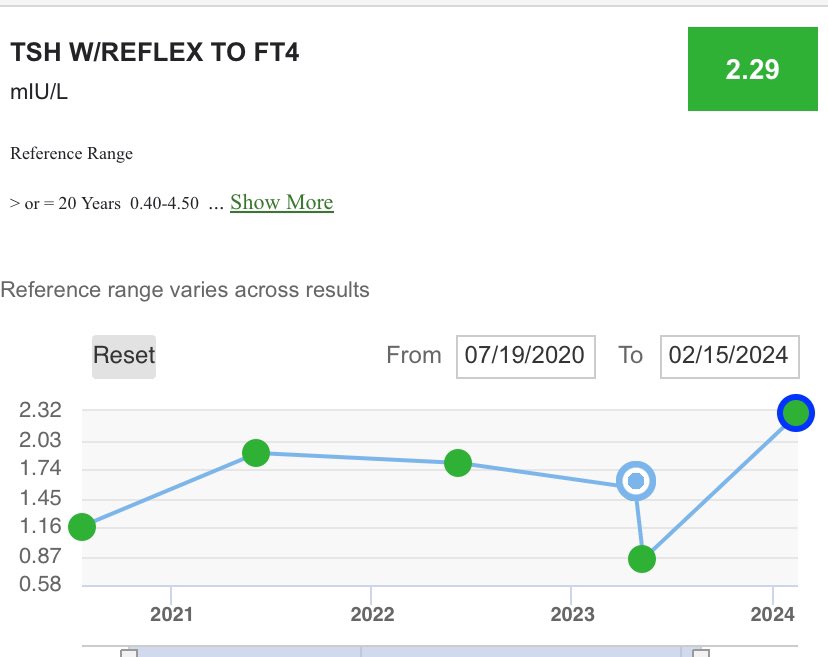 TSH W/REFLEX TO FT4
2.29
mIU/L
Reference Range
> or = 20 Years 0.40-4.50 ... Show More
Reference range varies across results
Reset From 07/19/2020 To 02/15/2024
2.32
2.03
1.74
1.45
1.16
0.87
0.58
2021 2022 2023 2024